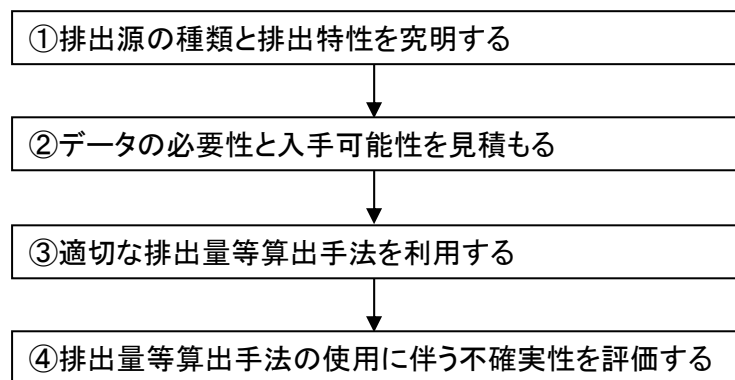 ①排出源の種類と排出特性を究明する
②データの必要性と入手可能性を見積もる
③適切な排出量等算出手法を利用する
④排出量等算出手法の使用に伴う不確実性を評価する